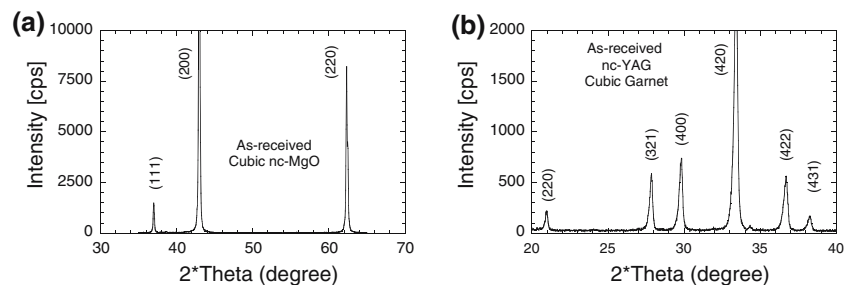 (a)
10000
7500
5000
2500
0
Intensity [cps]
(111)
(200)
(220)
As-received
Cubic nc-MgO
30 40 50 60 70
2*Theta (degree)
(b)
2000
1500
1000
500
0
Intensity [cps]
As-received
nc-YAG
Cubic Garnet
(220)
(321)
(400)
(420)
(422)
(431)
20 25 30 35 40
2*Theta (degree)